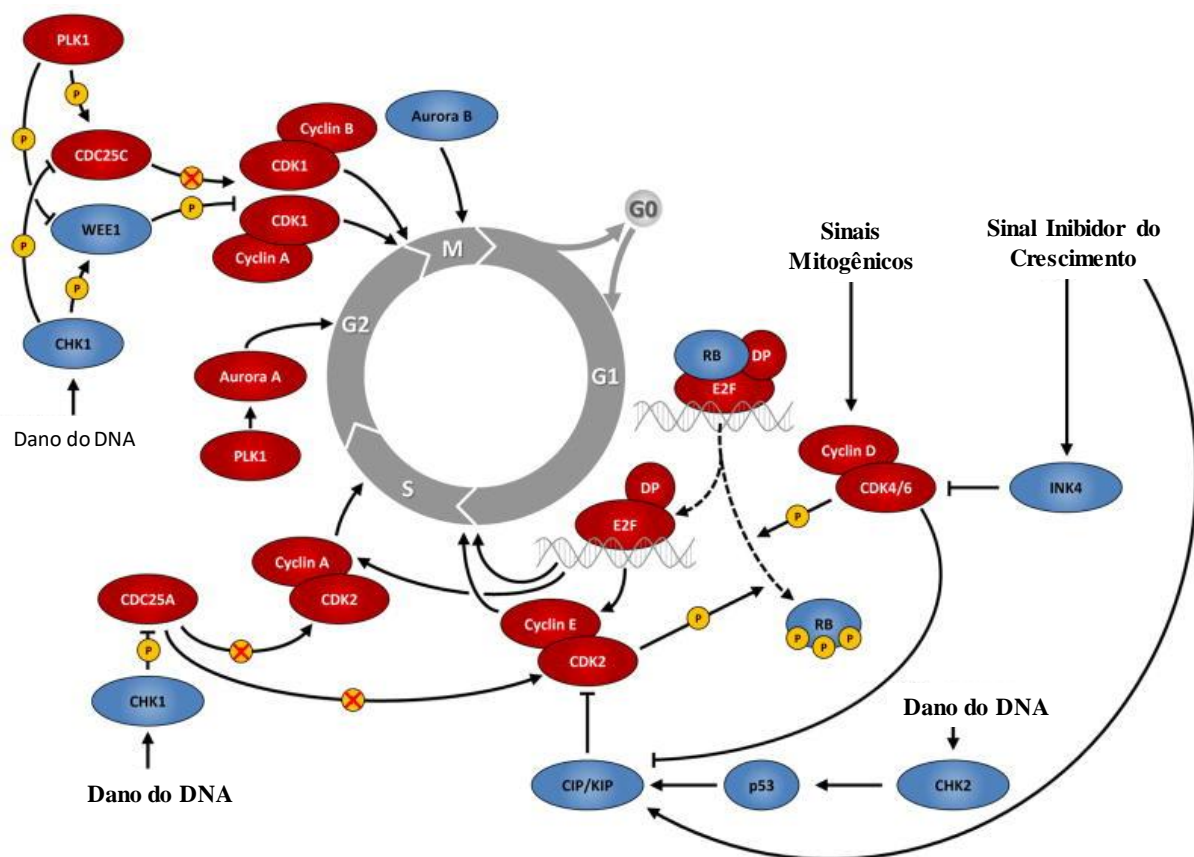 PLK1
P
P
CDC25C
WEE1
P
P
P
CHK1
Dano do DNA
Cyclin B
CDK1
CDK1
Cyclin A
Aurora B
M
G0
G1
G2
S
Aurora A
PLK1
Sinais
Mitogênicos
Sinal Inibidor do
Crescimento
RB
DP
E2F
Cyclin D
CDK4/6
INK4
P
DP
E2F
Cyclin A
CDK2
CDC25A
P
CHK1
Dano do DNA
Cyclin E
CDK2
P
RB
P
P
P
Dano do DNA
CIP/KIP
p53
CHK2